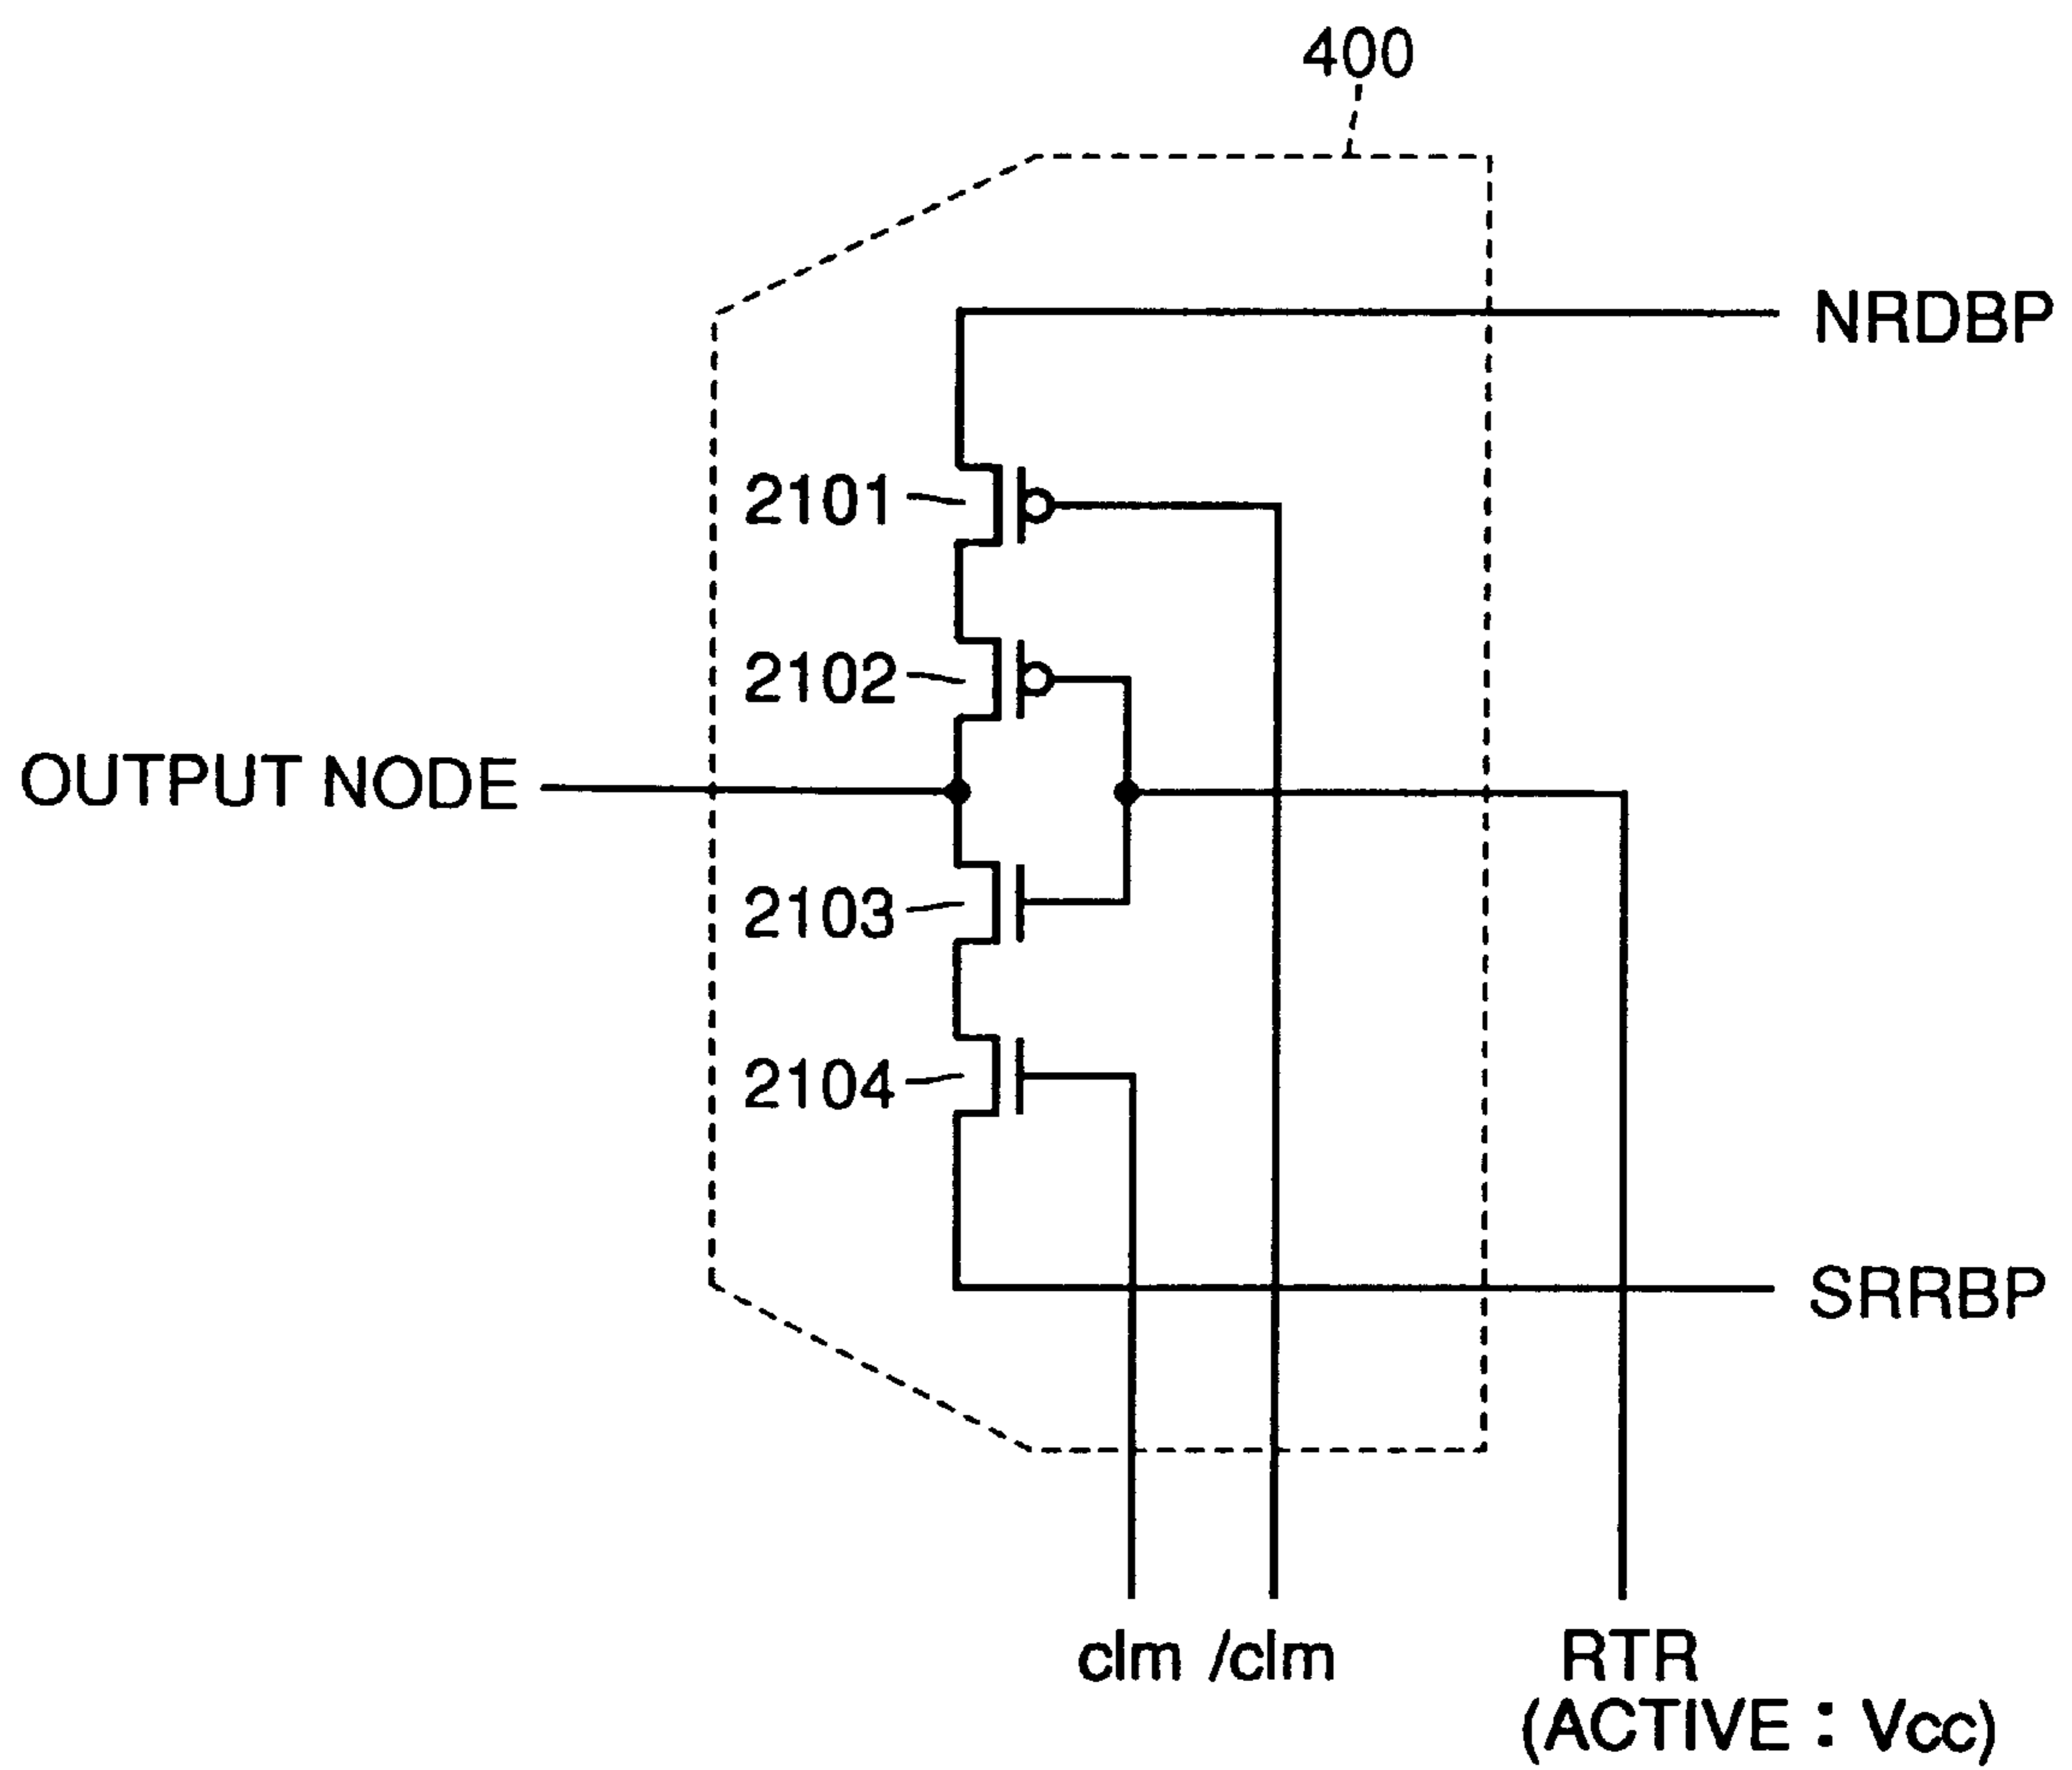 400
NRDBP
2101
2102
OUTPUT NODE
2103
2104
SRRBP
clm /clm
RTR
(ACTIVE : Vcc)